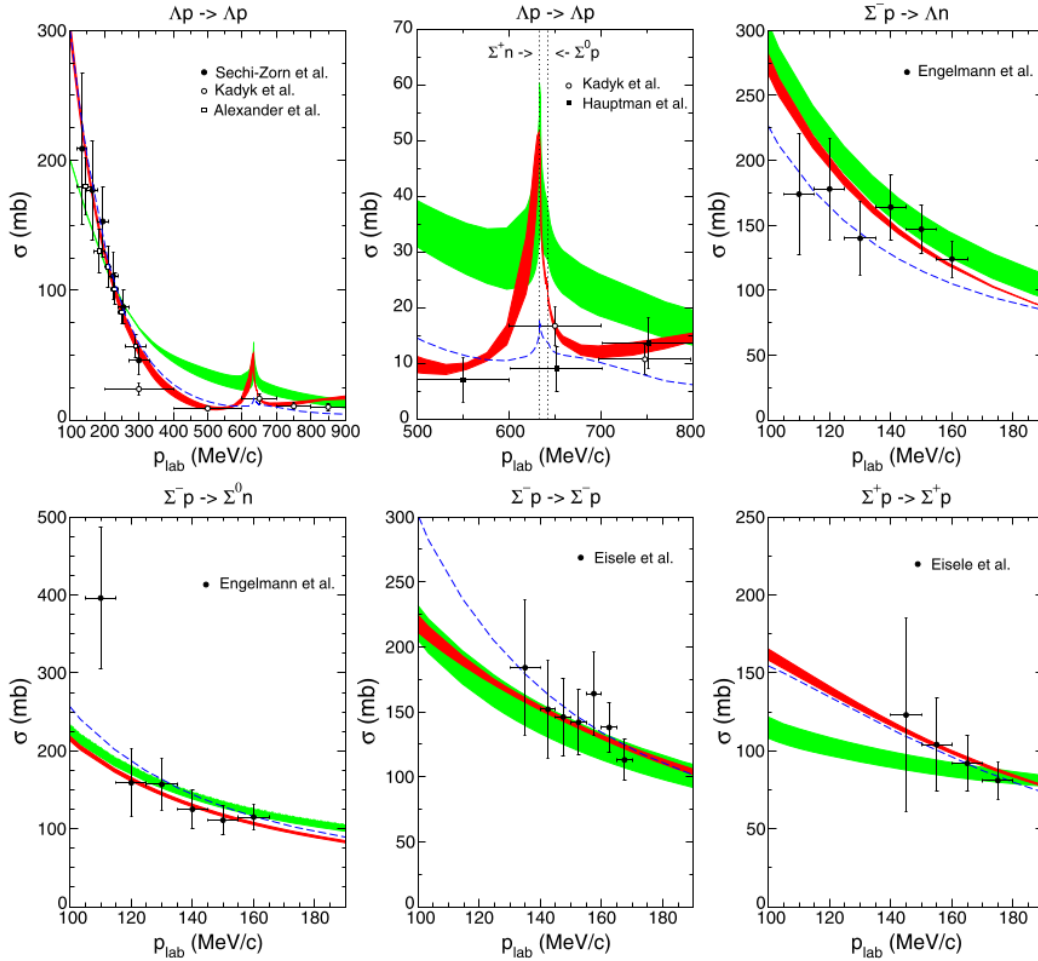 Λp -> Λp
300
200
100
0
σ (mb)
Sechi-Zorn et al.
Kadyk et al.
Alexander et al.
100 200 300 400 500 600 700 800 900
p_lab (MeV/c)
Λp -> Λp
70
60
50
40
30
20
10
0
σ (mb)
Σ⁺n -> <- Σ⁰p
Kadyk et al.
Hauptman et al.
500 600 700 800
p_lab (MeV/c)
Σ⁻p -> Λn
300
250
200
150
100
50
0
σ (mb)
Engelmann et al.
100 120 140 160 180
p_lab (MeV/c)
Σ⁻p -> Σ⁰n
500
400
300
200
100
0
σ (mb)
Engelmann et al.
100 120 140 160 180
p_lab (MeV/c)
Σ⁻p -> Σ⁻p
300
250
200
150
100
50
0
σ (mb)
Eisele et al.
100 120 140 160 180
p_lab (MeV/c)
Σ⁺p -> Σ⁺p
250
200
150
100
50
0
σ (mb)
Eisele et al.
100 120 140 160 180
p_lab (MeV/c)